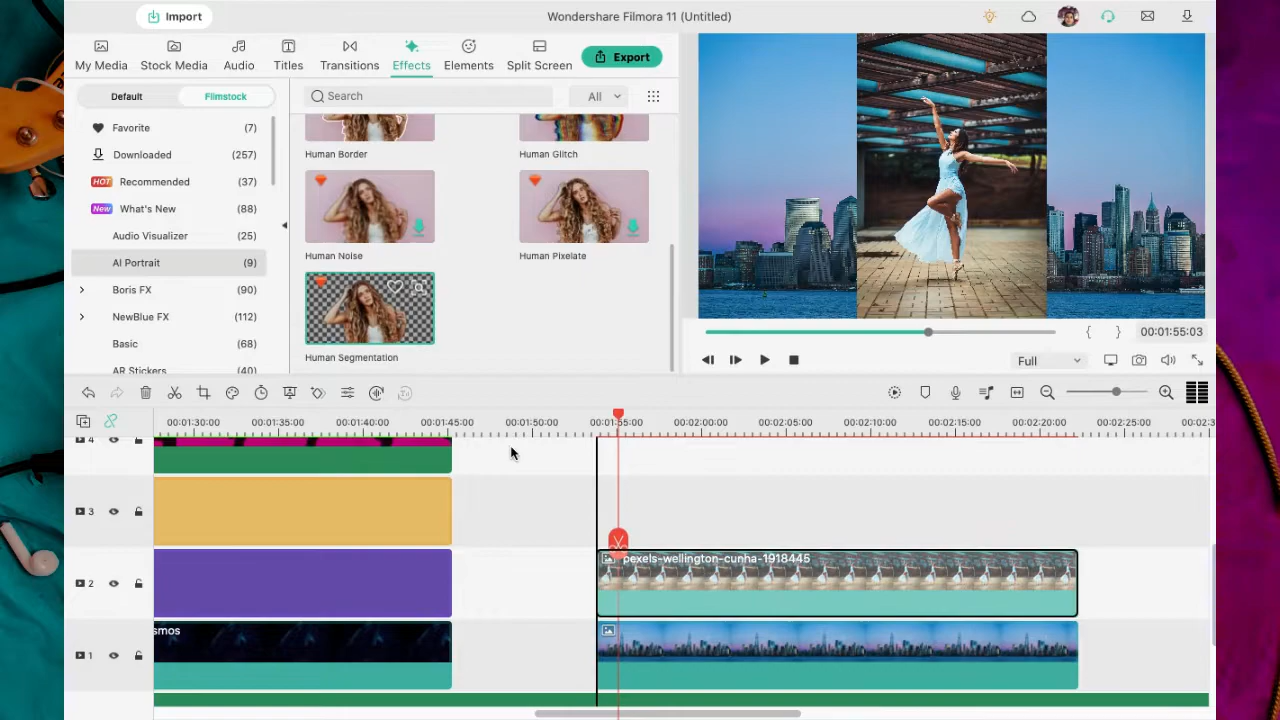 Import
Wondershare Filmora 11 (Untitled)
My Media
Stock Media
Audio
Titles
Transitions
Effects
Elements
Split Screen
Export
Default
Filmstock
Search
All
Favorite (7)
Downloaded (257)
HOT Recommended (37)
New What's New (88)
Audio Visualizer (25)
AI Portrait (9)
Boris FX (90)
NewBlue FX (112)
Basic (68)
AR Stickers (40)
Human Border
Human Glitch
Human Noise
Human Pixelate
Human Segmentation
{ } 00:01:55:03
Full
00:01:30:00 00:01:35:00 00:01:40:00 00:01:45:00 00:01:50:00 00:01:55:00 00:02:00:00 00:02:05:00 00:02:10:00 00:02:15:00 00:02:20:00 00:02:25:00 00:02:3
4
3
2
pexels-wellington-cunha-1918445
smos
1